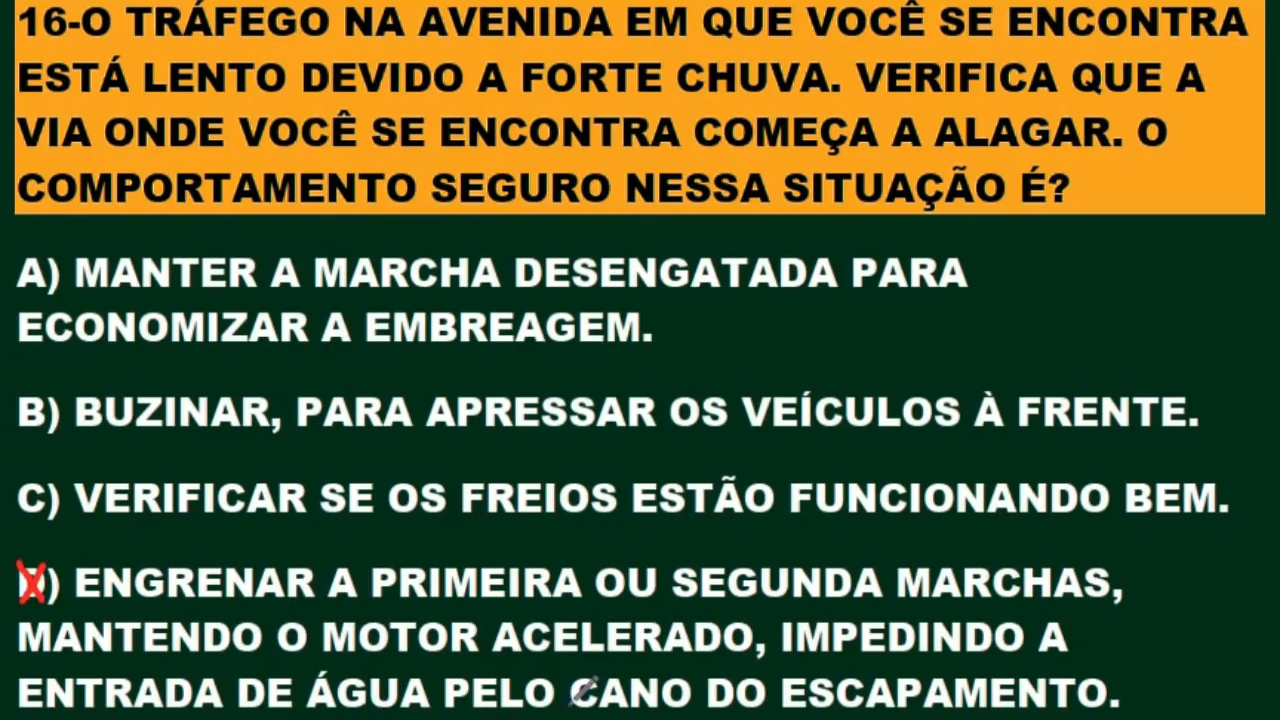 16-O TRÁFEGO NA AVENIDA EM QUE VOCÊ SE ENCONTRA
ESTÁ LENTO DEVIDO A FORTE CHUVA. VERIFICA QUE A
VIA ONDE VOCÊ SE ENCONTRA COMEÇA A ALAGAR. O
COMPORTAMENTO SEGURO NESSA SITUAÇÃO É?
A) MANTER A MARCHA DESENGATADA PARA
ECONOMIZAR A EMBREAGEM.
B) BUZINAR, PARA APRESSAR OS VEÍCULOS À FRENTE.
C) VERIFICAR SE OS FREIOS ESTÃO FUNCIONANDO BEM.
D) ENGRENAR A PRIMEIRA OU SEGUNDA MARCHAS,
MANTENDO O MOTOR ACELERADO, IMPEDINDO A
ENTRADA DE ÁGUA PELO CANO DO ESCAPAMENTO.